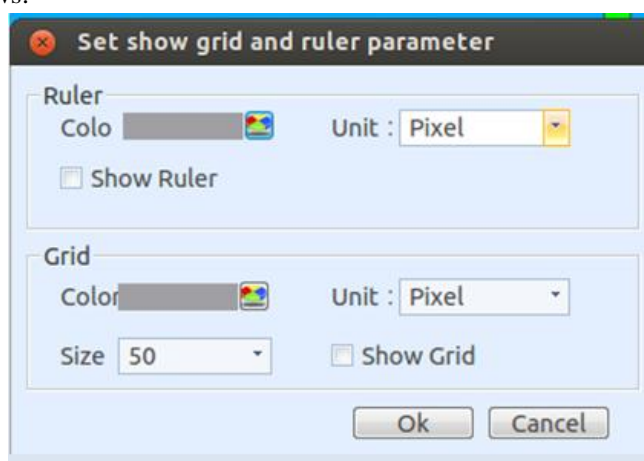 Set show grid and ruler parameter
Ruler
Colo Unit : Pixel
Show Ruler
Grid
Color Unit : Pixel
Size 50 Show Grid
Ok Cancel